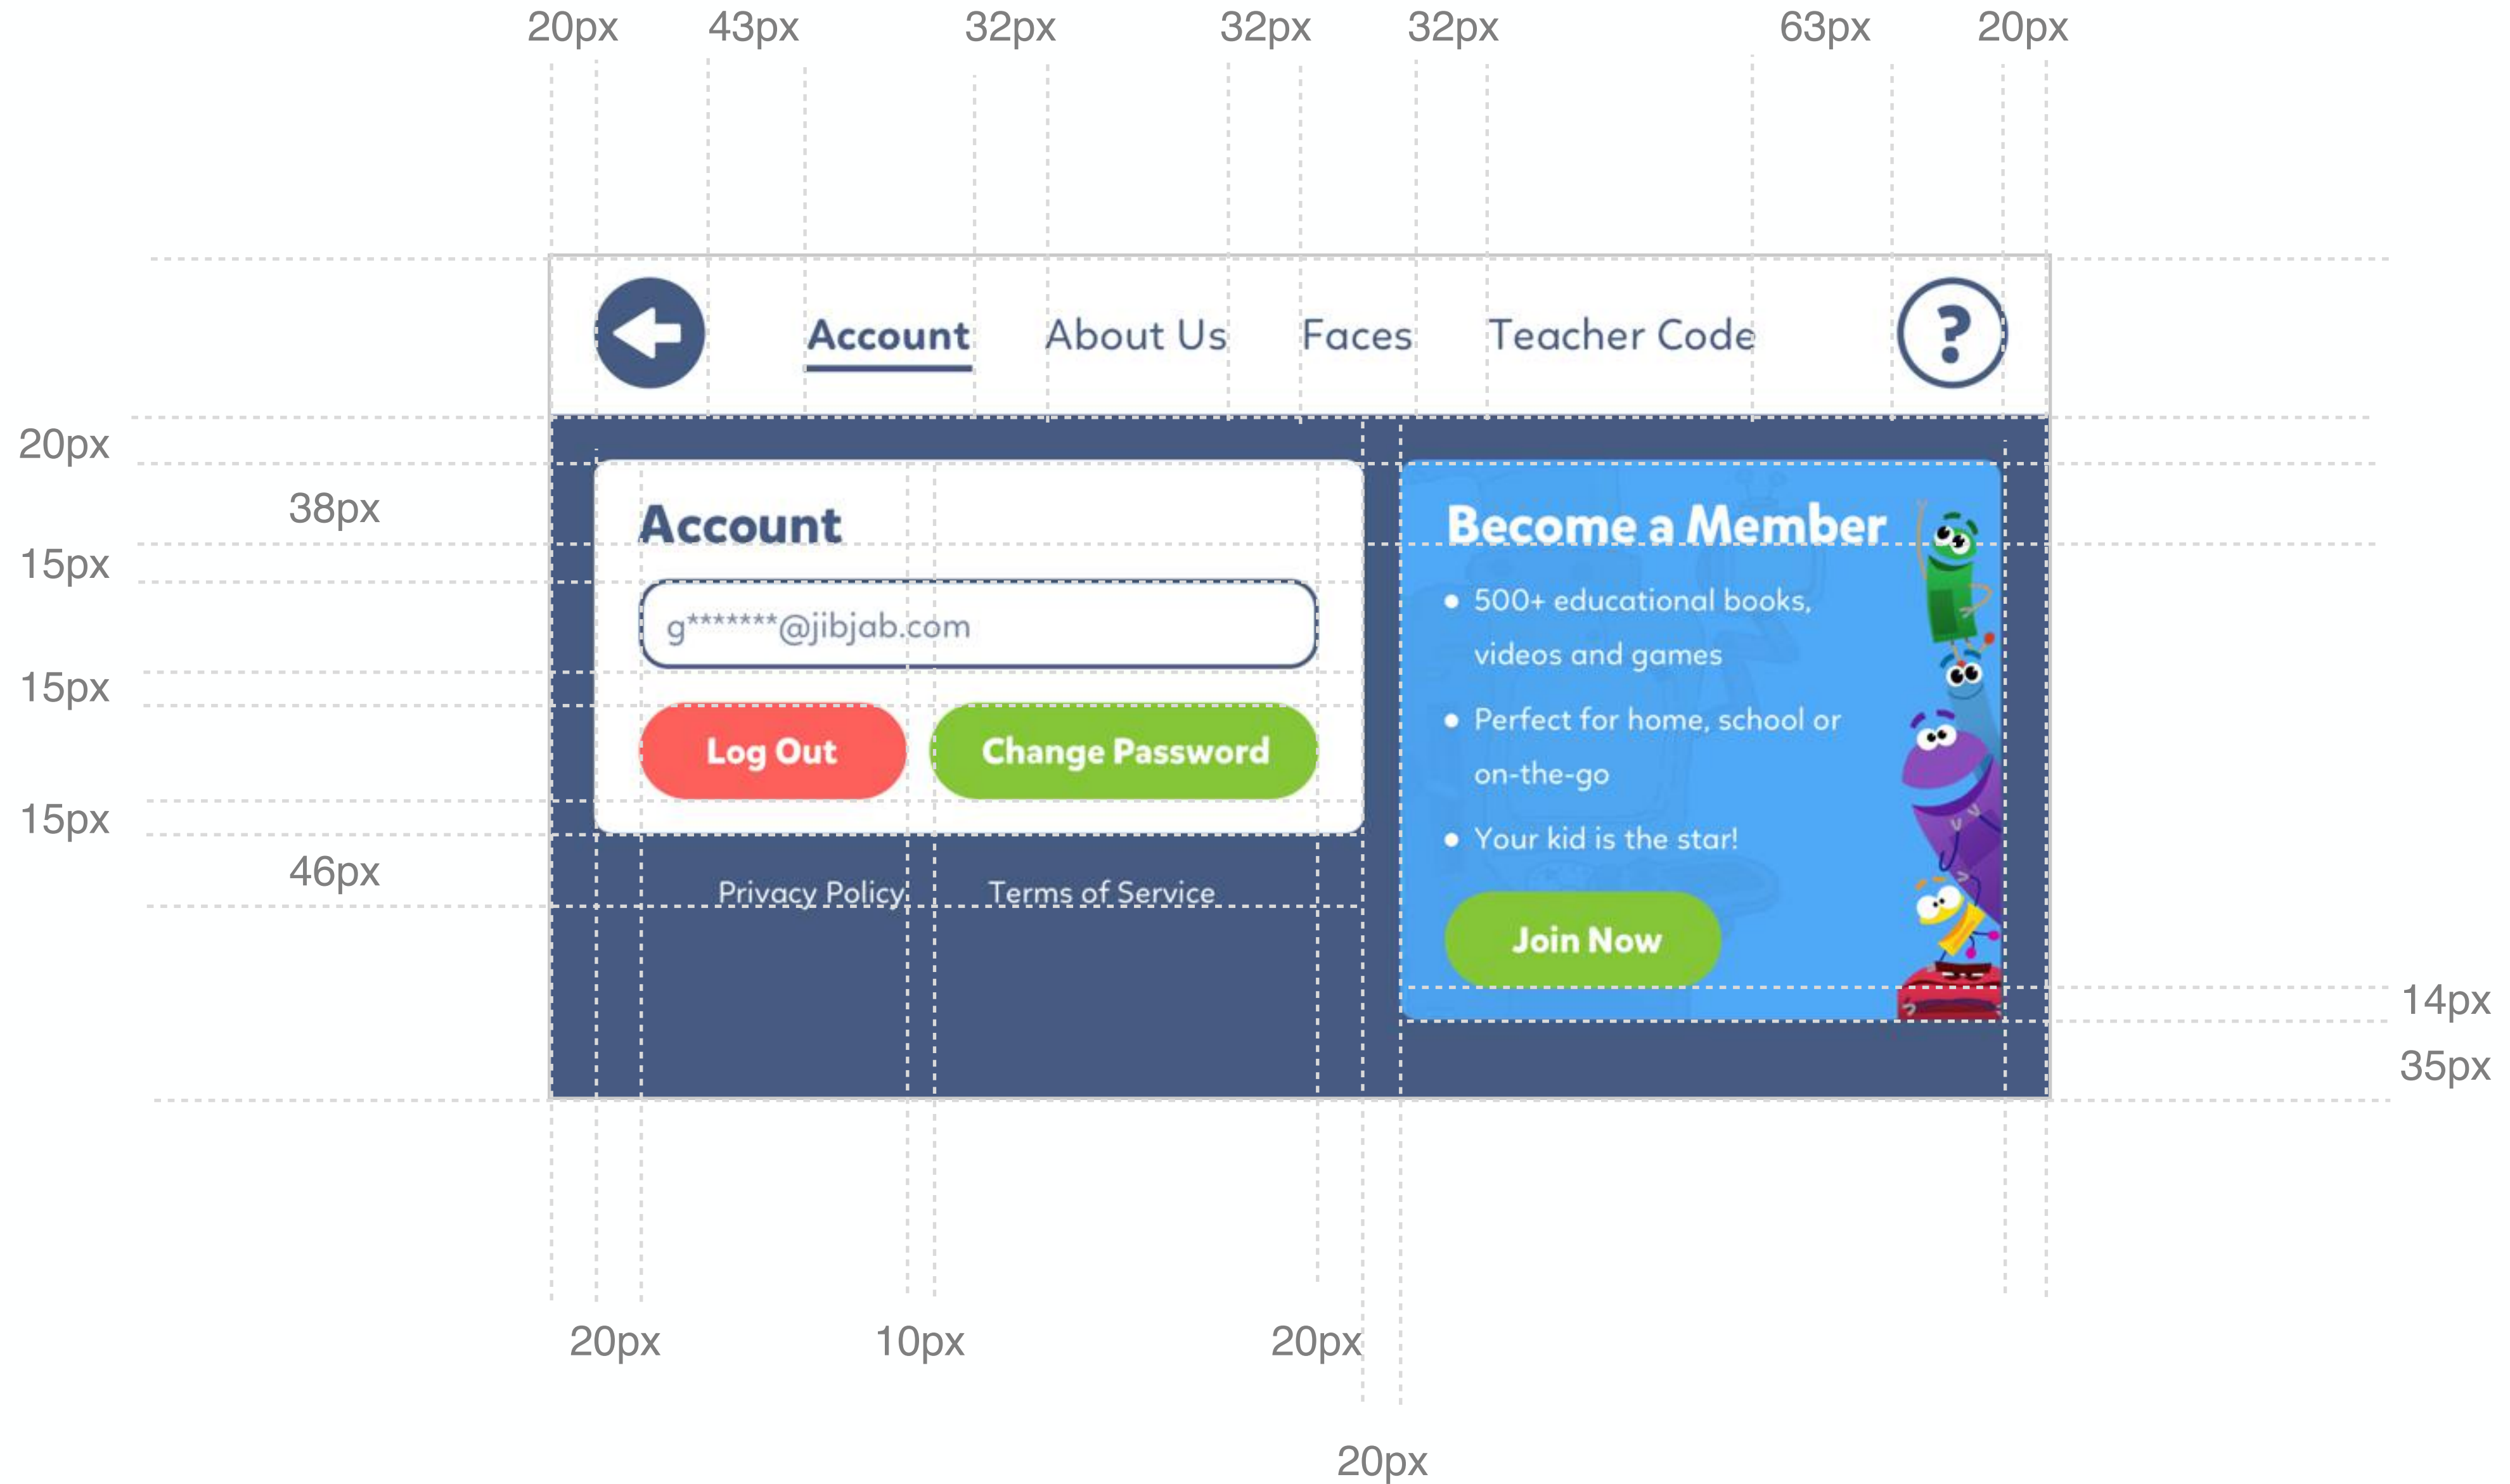 20px 43px 32px 32px 32px 63px 20px
Account About Us Faces Teacher Code ?
20px
38px
15px
15px
15px
46px
Account
g*******@jibjab.com
Log Out Change Password
Privacy Policy Terms of Service
Become a Member
500+ educational books,
videos and games
Perfect for home, school or
on-the-go
Your kid is the star!
Join Now
14px
35px
20px 10px 20px
20px